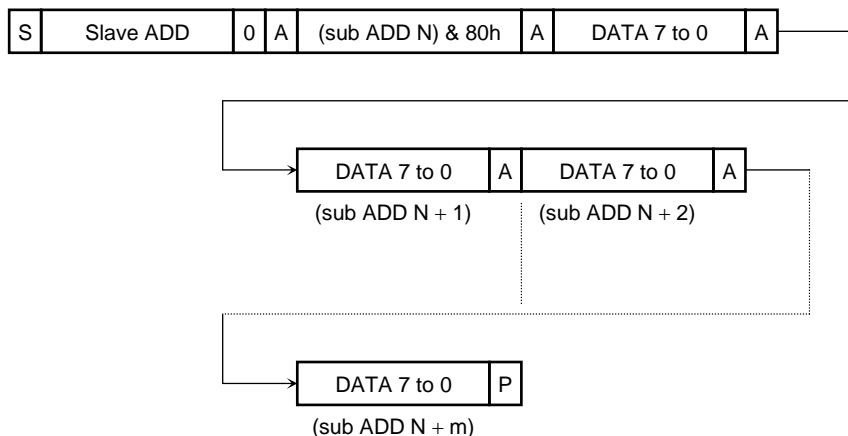 S Slave ADD 0 A (sub ADD N) & 80h A DATA 7 to 0 A
DATA 7 to 0 A DATA 7 to 0 A
(sub ADD N + 1) (sub ADD N + 2)
DATA 7 to 0 P
(sub ADD N + m)